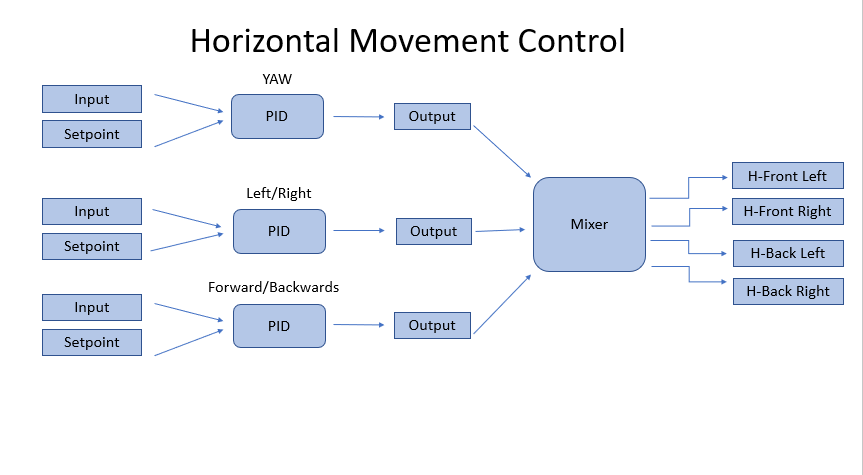 Horizontal Movement Control
YAW
Input
Setpoint
PID
Output
Left/Right
Input
Setpoint
PID
Output
Forward/Backwards
Input
Setpoint
PID
Output
Mixer
H-Front Left
H-Front Right
H-Back Left
H-Back Right